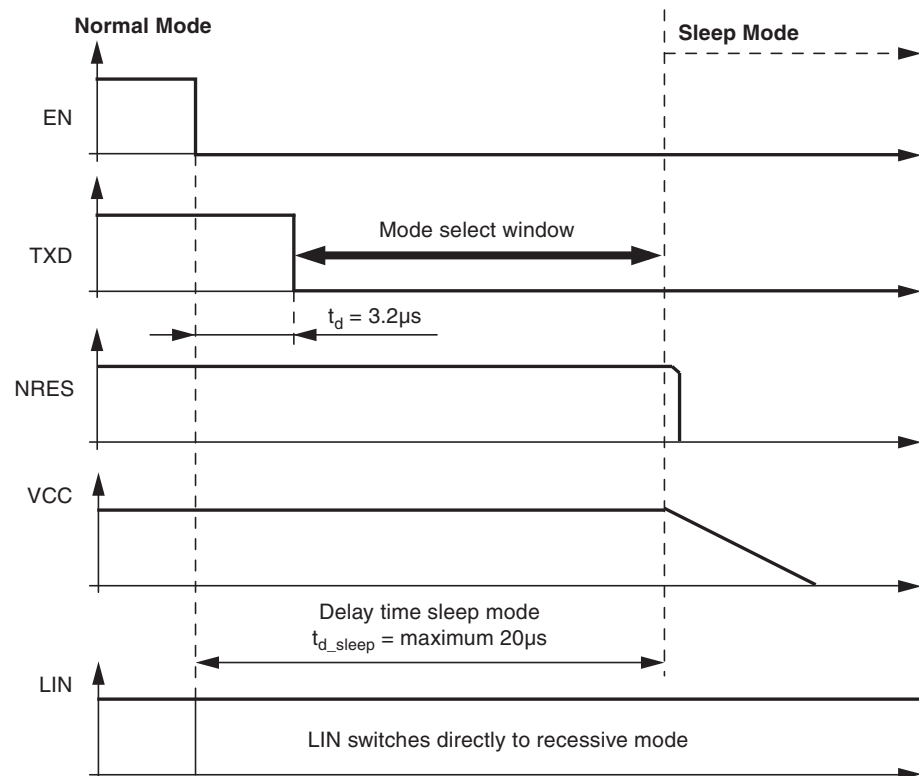 Normal Mode
Sleep Mode
EN
TXD
Mode select window
t_d = 3.2µs
NRES
VCC
Delay time sleep mode
t_d_sleep = maximum 20µs
LIN
LIN switches directly to recessive mode